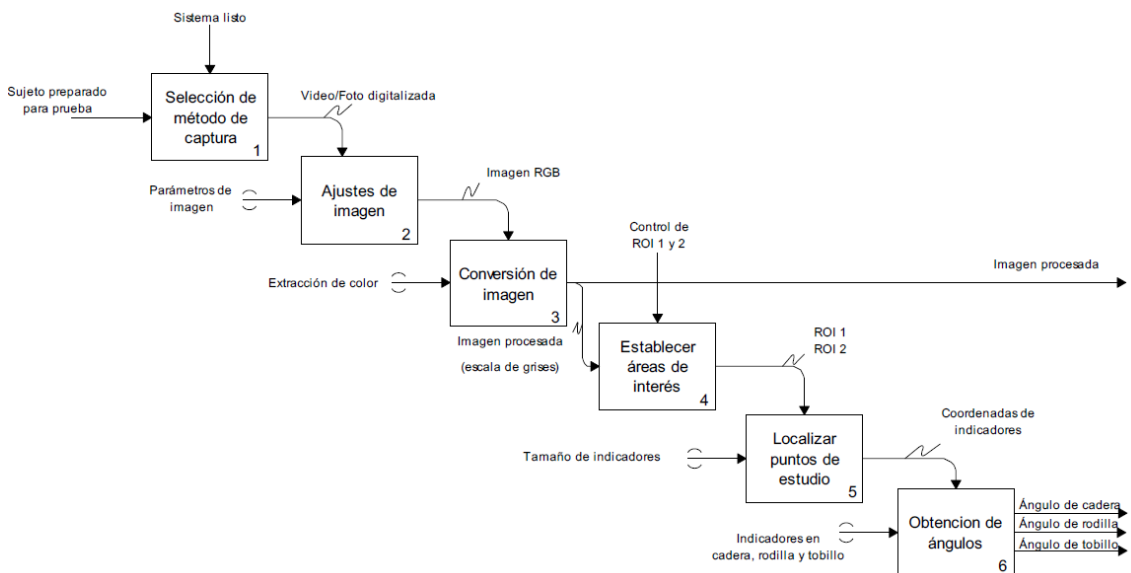 Sistema listo
Sujeto preparado
para prueba
Selección de
método de
captura
1
Video/Foto digitalizada
Parámetros de
imagen
Ajustes de
imagen
2
Imagen RGB
Control de
ROI 1 y 2
Extracción de color
Conversión de
imagen
3
Imagen procesada
Imagen procesada
(escala de grises)
Establecer
áreas de
interés
4
ROI 1
ROI 2
Tamaño de indicadores
Localizar
puntos de
estudio
5
Coordenadas de
indicadores
Indicadores en
cadera, rodilla y tobillo
Obtencion de
ángulos
6
Ángulo de cadera
Ángulo de rodilla
Ángulo de tobillo